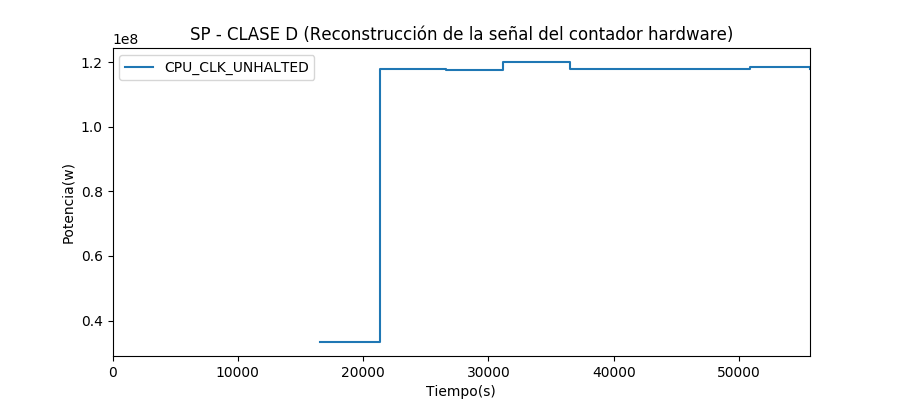 SP - CLASE D (Reconstrucción de la señal del contador hardware)
1e8
CPU_CLK_UNHALTED
1.2
1.0
0.8
0.6
0.4
Potencia(w)
0 10000 20000 30000 40000 50000
Tiempo(s)